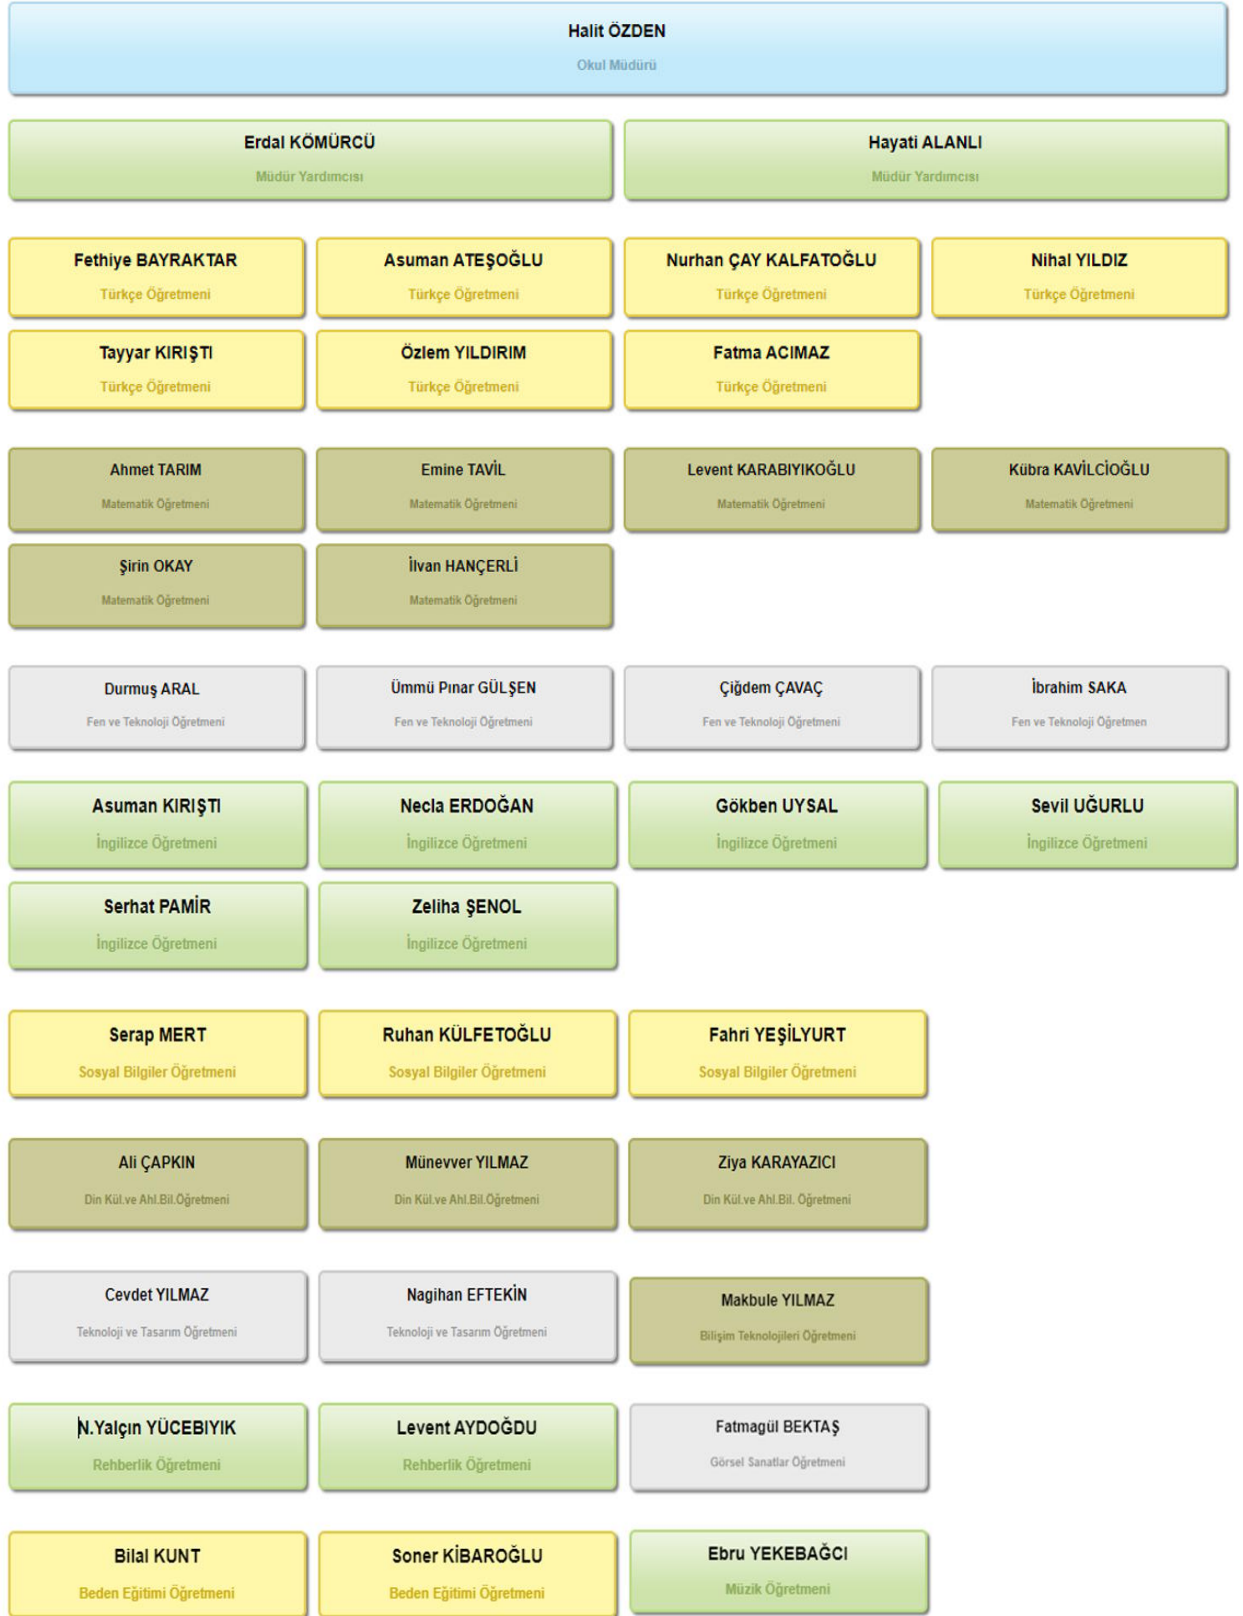 Halit ÖZDEN
Okul Müdürü
Erdal KÖMÜRCÜ
Müdür Yardımcısı
Hayati ALANLI
Müdür Yardımcısı
Fethiye BAYRAKTAR
Türkçe Öğretmeni
Asuman ATEŞOĞLU
Türkçe Öğretmeni
Nurhan ÇAY KALFATOĞLU
Türkçe Öğretmeni
Nihal YILDIZ
Türkçe Öğretmeni
Tayyar KIRIŞTI
Türkçe Öğretmeni
Özlem YILDIRIM
Türkçe Öğretmeni
Fatma ACIMAZ
Türkçe Öğretmeni
Ahmet TARIM
Matematik Öğretmeni
Emine TAVİL
Matematik Öğretmeni
Levent KARABIYIKOĞLU
Matematik Öğretmeni
Kübra KAVİLCİOĞLU
Matematik Öğretmeni
Şirin OKAY
Matematik Öğretmeni
İlvan HANÇERLİ
Matematik Öğretmeni
Durmuş ARAL
Fen ve Teknoloji Öğretmeni
Ümmü Pınar GÜLŞEN
Fen ve Teknoloji Öğretmeni
Çiğdem ÇAVAÇ
Fen ve Teknoloji Öğretmeni
İbrahim SAKA
Fen ve Teknoloji Öğretmen
Asuman KIRIŞTI
İngilizce Öğretmeni
Necla ERDOĞAN
İngilizce Öğretmeni
Gökben UYSAL
İngilizce Öğretmeni
Sevil UĞURLU
İngilizce Öğretmeni
Serhat PAMİR
İngilizce Öğretmeni
Zeliha ŞENOL
İngilizce Öğretmeni
Serap MERT
Sosyal Bilgiler Öğretmeni
Ruhan KÜLFETOĞLU
Sosyal Bilgiler Öğretmeni
Fahri YEŞİLYURT
Sosyal Bilgiler Öğretmeni
Ali ÇAPKIN
Din Kül.ve Ahl.Bil.Öğretmeni
Münevver YILMAZ
Din Kül.ve Ahl.Bil.Öğretmeni
Ziya KARAYAZICI
Din Kül.ve Ahl.Bil. Öğretmeni
Cevdet YILMAZ
Teknoloji ve Tasarım Öğretmeni
Nagihan EFTEKİN
Teknoloji ve Tasarım Öğretmeni
Makbule YILMAZ
Bilişim Teknolojileri Öğretmeni
N.Yalçın YÜCEBIYIK
Rehberlik Öğretmeni
Levent AYDOĞDU
Rehberlik Öğretmeni
Fatmagül BEKTAŞ
Görsel Sanatlar Öğretmeni
Bilal KUNT
Beden Eğitimi Öğretmeni
Soner KİBAROĞLU
Beden Eğitimi Öğretmeni
Ebru YEKEBAĞCI
Müzik Öğretmeni